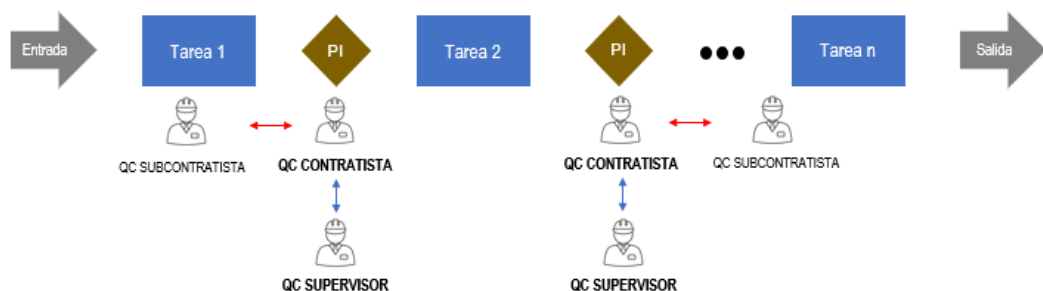 Entrada
Tarea 1
PI
Tarea 2
PI
Tarea n
Salida
QC SUBCONTRATISTA
QC CONTRATISTA
QC CONTRATISTA
QC SUBCONTRATISTA
QC SUPERVISOR
QC SUPERVISOR